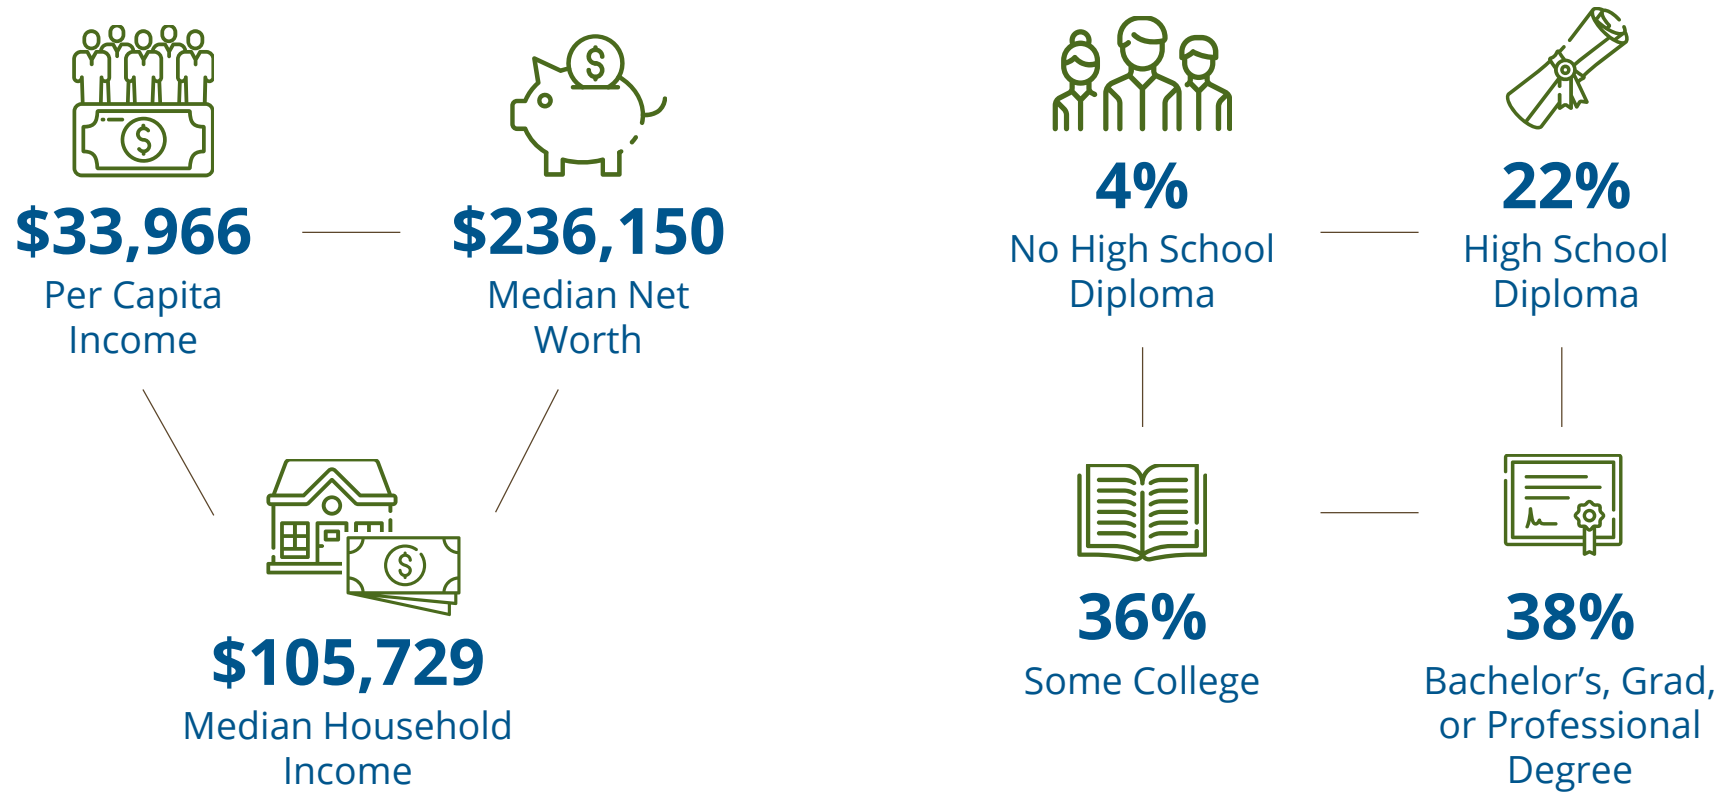 $33,966
Per Capita
Income
$236,150
Median Net
Worth
$105,729
Median Household
Income
4%
No High School
Diploma
22%
High School
Diploma
36%
Some College
38%
Bachelor’s, Grad,
or Professional
Degree